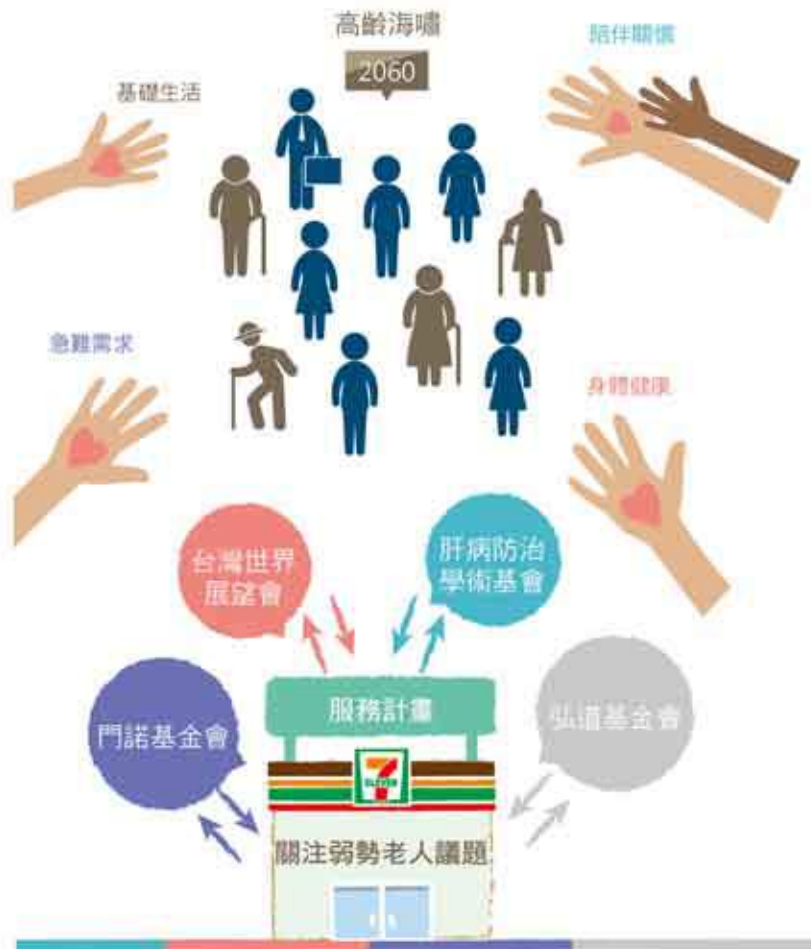 高齡海嘯
2060
陪伴關懷
基礎生活
急難需求
身體健康
台灣世界
展望會
肝病防治
學術基會
服務計畫
門諾基金會
弘道基金會
7
ELEVEN
關注弱勢老人議題